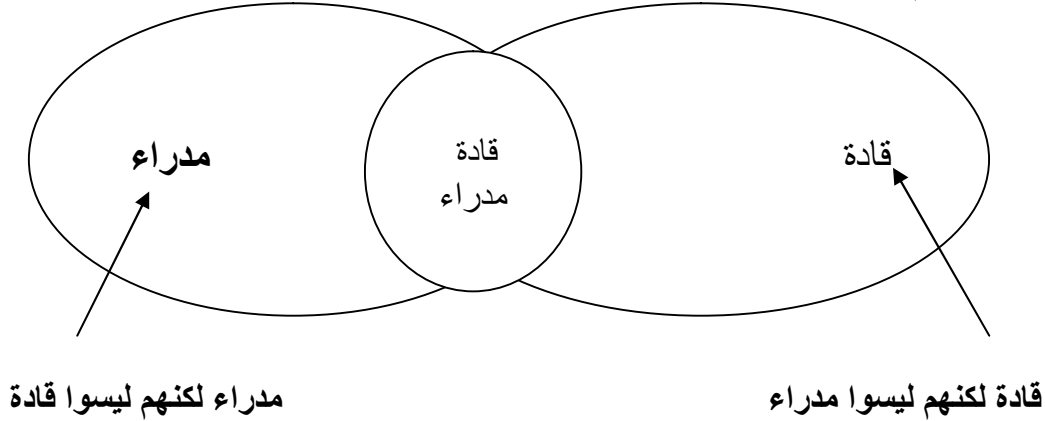 قادة
قادة
مدراء
مدراء
قادة لكنهم ليسوا مدراء
مدراء لكنهم ليسوا قادة